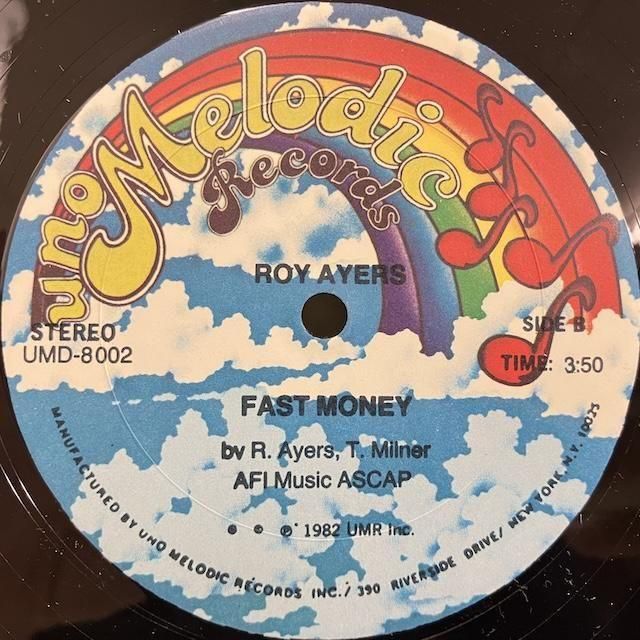 uno Melodic
Records
ROY AYERS
STEREO
UMD-8002
SIDE B
TIME: 3:50
FAST MONEY
by R. Ayers, T. Milner
AFI Music ASCAP
℗ 1982 UMR Inc.
MANUFACTURED BY UNO MELODIC RECORDS INC./ 390 RIVERSIDE DRIVE/ NEW YORK N.Y. 10025